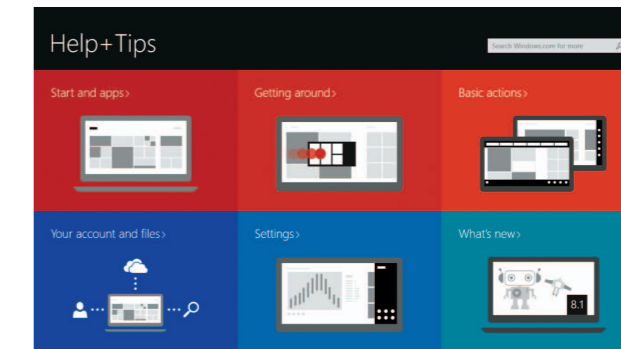 Help+Tips
Search Windows.com for more
Start and apps›
Getting around›
Basic actions›
Your account and files›
Settings›
What's new›
8.1